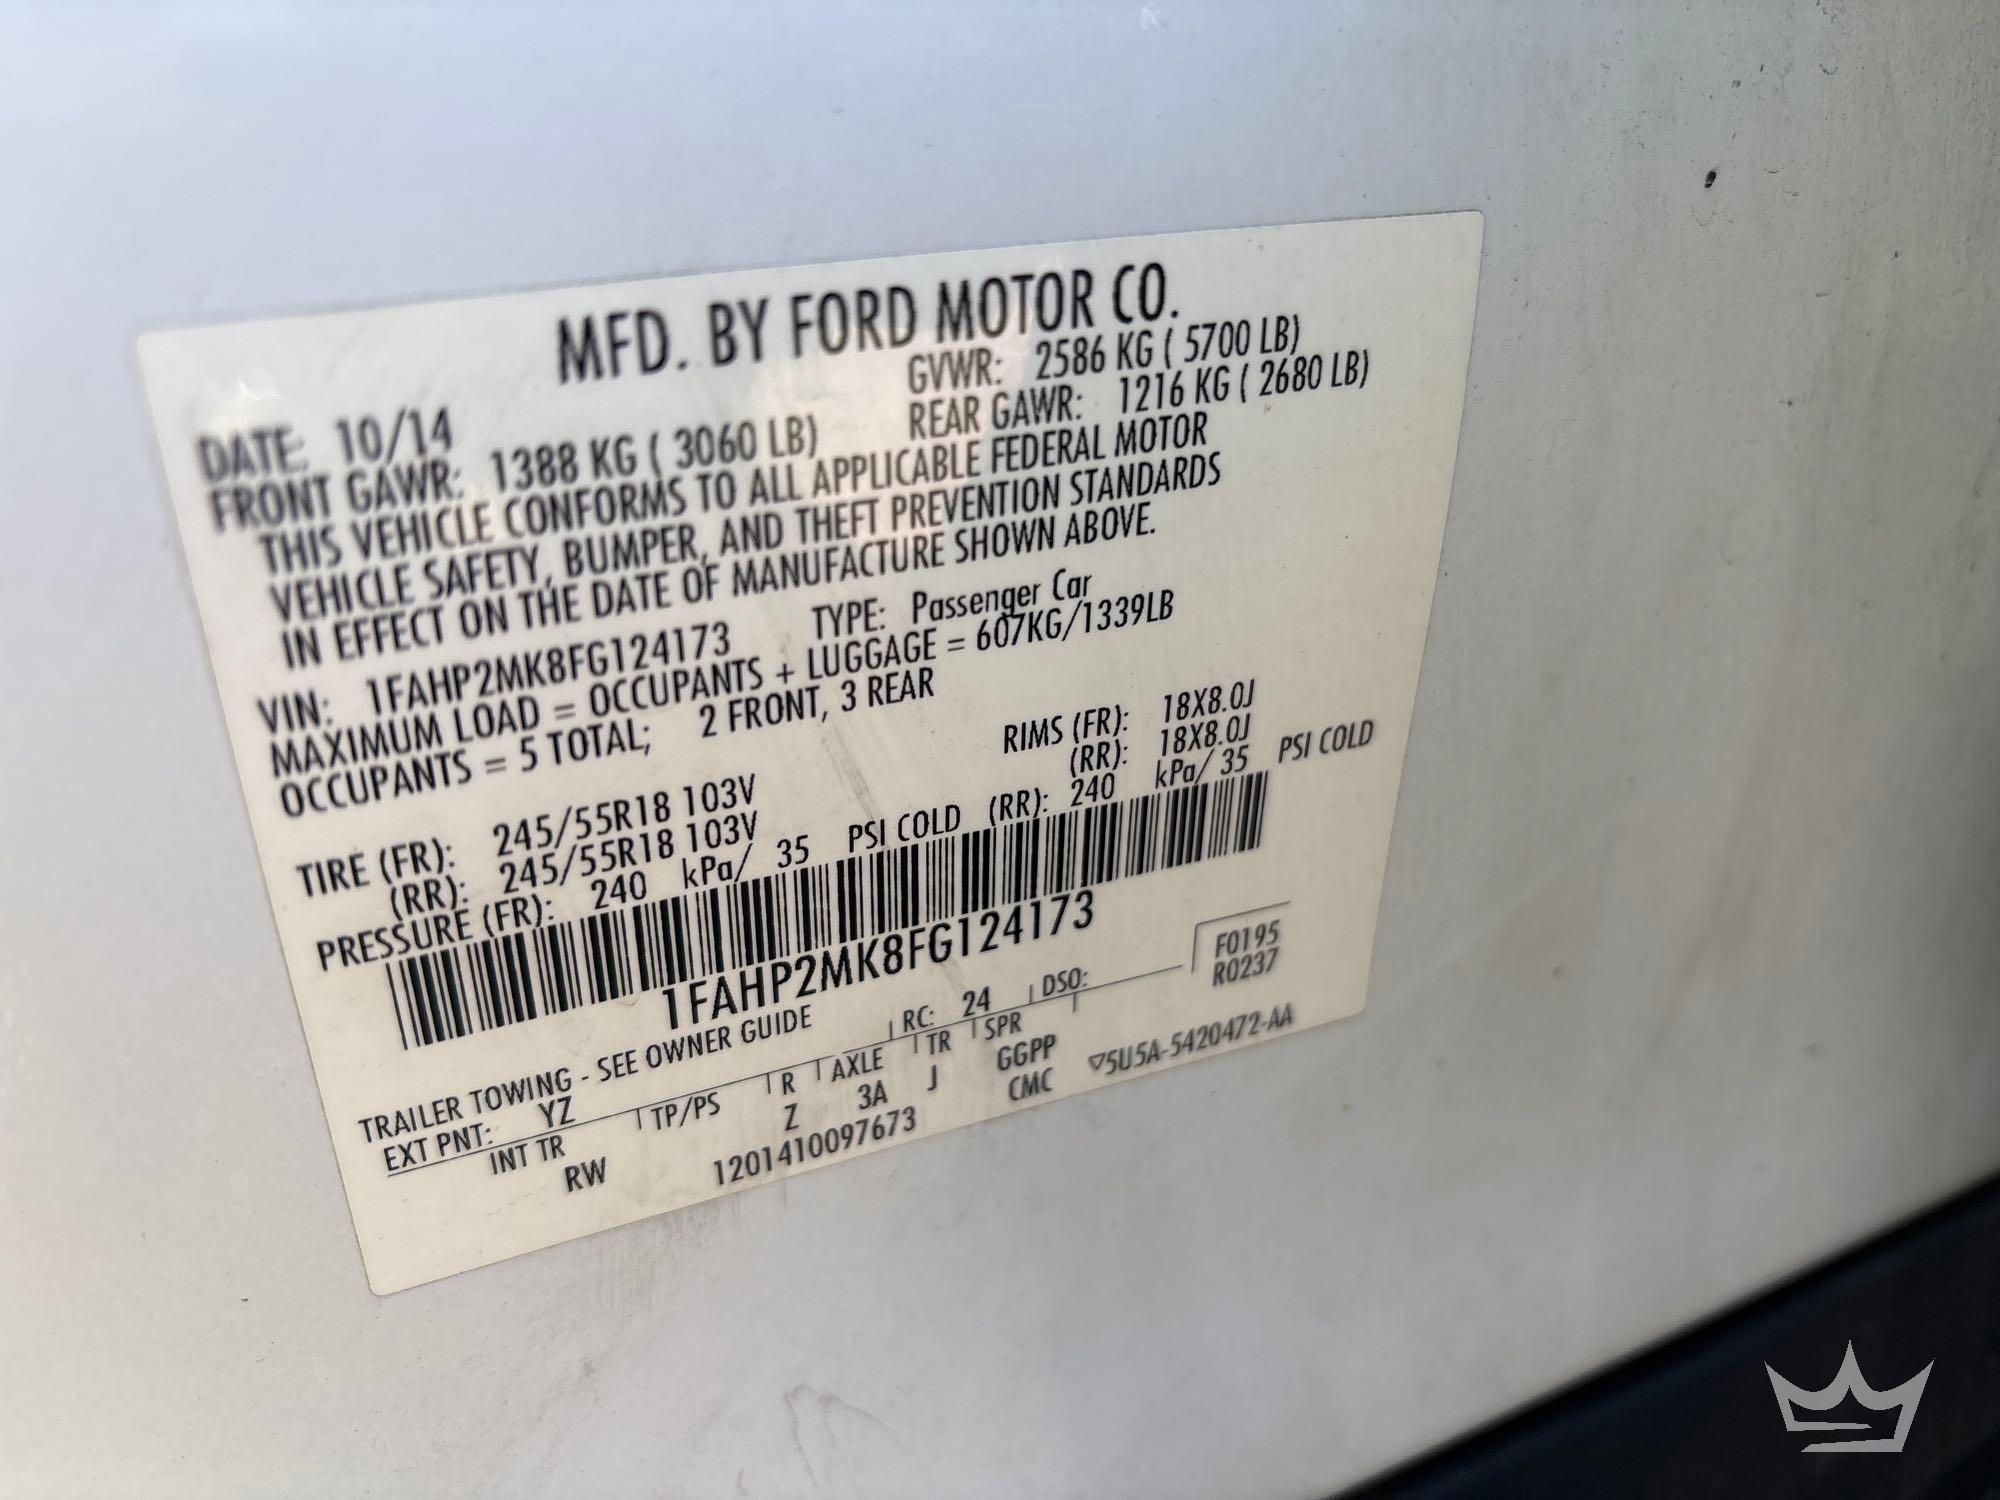 MFD. BY FORD MOTOR CO.
DATE: 10/14 GVWR: 2586 KG ( 5700 LB)
FRONT GAWR: 1388 KG ( 3060 LB) REAR GAWR: 1216 KG ( 2680 LB)
THIS VEHICLE CONFORMS TO ALL APPLICABLE FEDERAL MOTOR
VEHICLE SAFETY, BUMPER, AND THEFT PREVENTION STANDARDS
IN EFFECT ON THE DATE OF MANUFACTURE SHOWN ABOVE.
VIN: 1FAHP2MK8FG124173 TYPE: Passenger Car
MAXIMUM LOAD = OCCUPANTS + LUGGAGE = 607KG/1339LB
OCCUPANTS = 5 TOTAL; 2 FRONT, 3 REAR
TIRE (FR): 245/55R18 103V RIMS (FR): 18X8.0J
(RR): 245/55R18 103V (RR): 18X8.0J
PRESSURE (FR): 240 kPa/ 35 PSI COLD (RR): 240 kPa/ 35 PSI COLD
1FAHP2MK8FG124173
F0195
R0237
TRAILER TOWING - SEE OWNER GUIDE
EXT PNT: YZ RC: 24 DSO:
INT TR TP/PS R AXLE TR SPR
RW Z 3A J GGPP
1201410097673 CMC ▽5U5A-5420472-AA